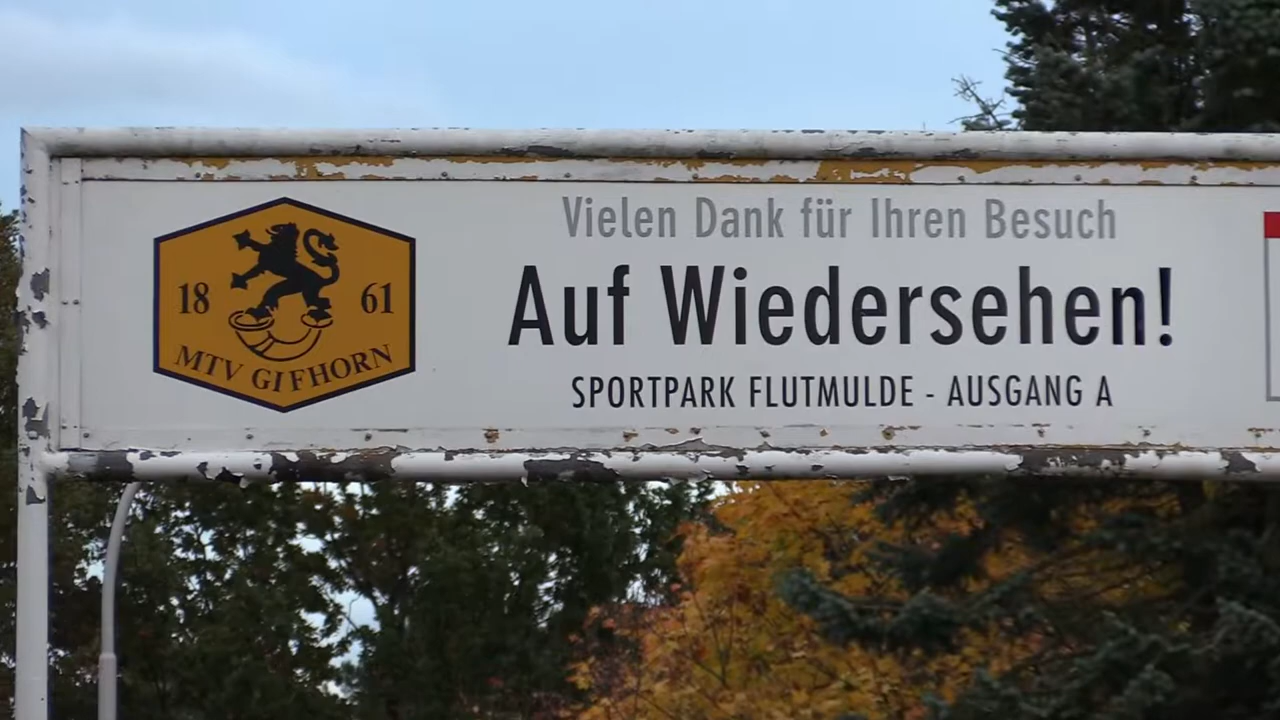 Vielen Dank für Ihren Besuch
Auf Wiedersehen!
SPORTPARK FLUTMULDE - AUSGANG A
18 61
MTV GIFHORN